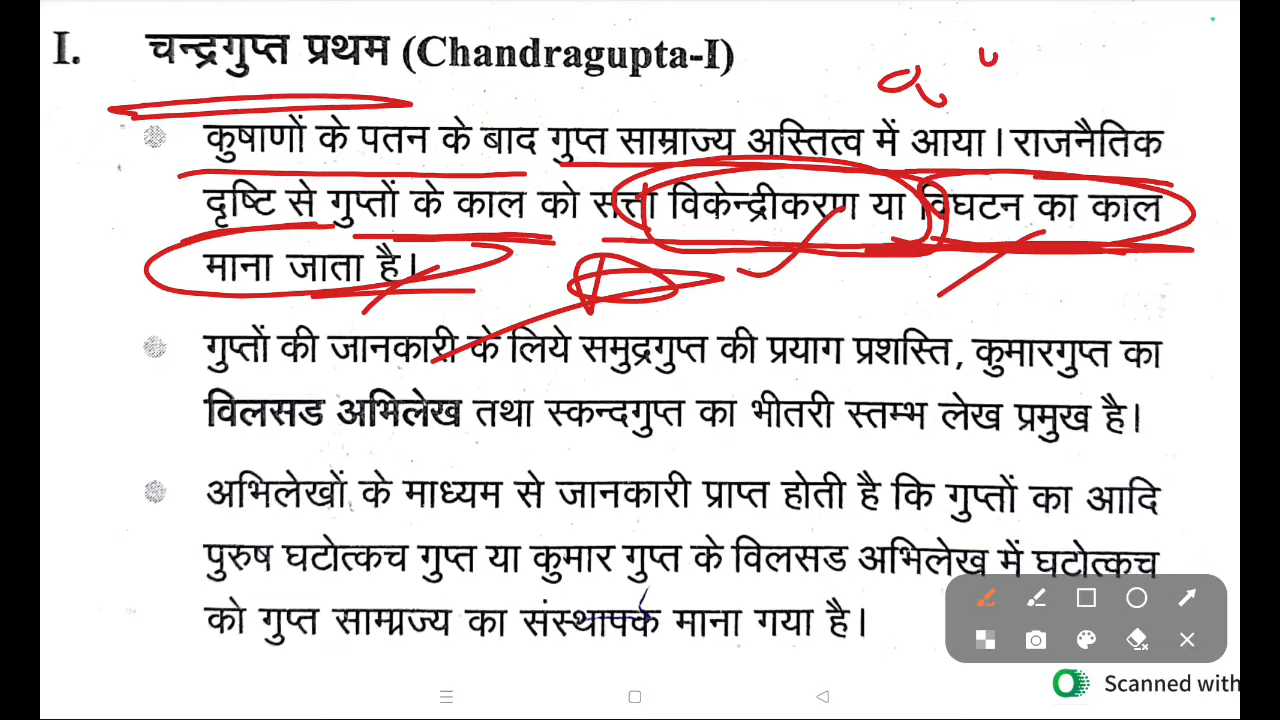 I. चन्द्रगुप्त प्रथम (Chandragupta-I)
कुषाणों के पतन के बाद गुप्त साम्राज्य अस्तित्व में आया। राजनैतिक
दृष्टि से गुप्तों के काल को सत्ता विकेन्द्रीकरण या विघटन का काल
माना जाता है।
गुप्तों की जानकारी के लिये समुद्रगुप्त की प्रयाग प्रशस्ति, कुमारगुप्त का
विलसड अभिलेख तथा स्कन्दगुप्त का भीतरी स्तम्भ लेख प्रमुख है।
अभिलेखों के माध्यम से जानकारी प्राप्त होती है कि गुप्तों का आदि
पुरुष घटोत्कच गुप्त या कुमार गुप्त के विलसड अभिलेख में घटोत्कच
को गुप्त साम्राज्य का संस्थापक माना गया है।
Scanned with